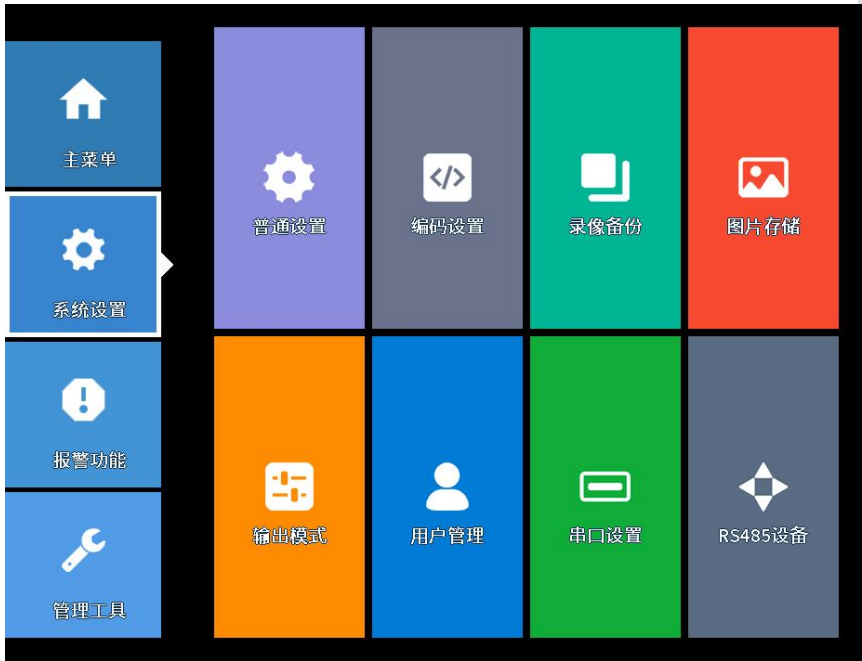 主菜单
系统设置
报警功能
管理工具
普通设置
编码设置
录像备份
图片存储
输出模式
用户管理
串口设置
RS485设备